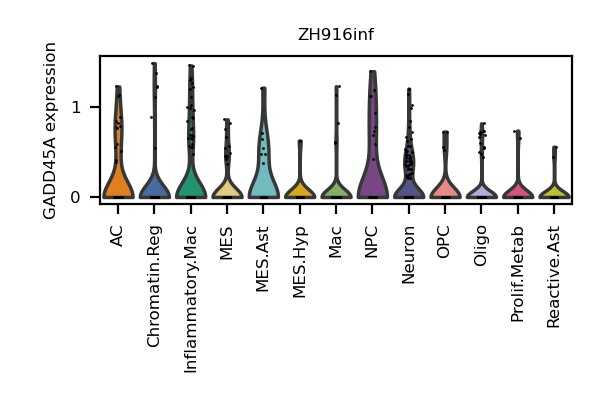 ZH916inf
GADD45A expression
1
0
AC
Chromatin.Reg
Inflammatory.Mac
MES
MES.Ast
MES.Hyp
Mac
NPC
Neuron
OPC
Oligo
Prolif.Metab
Reactive.Ast